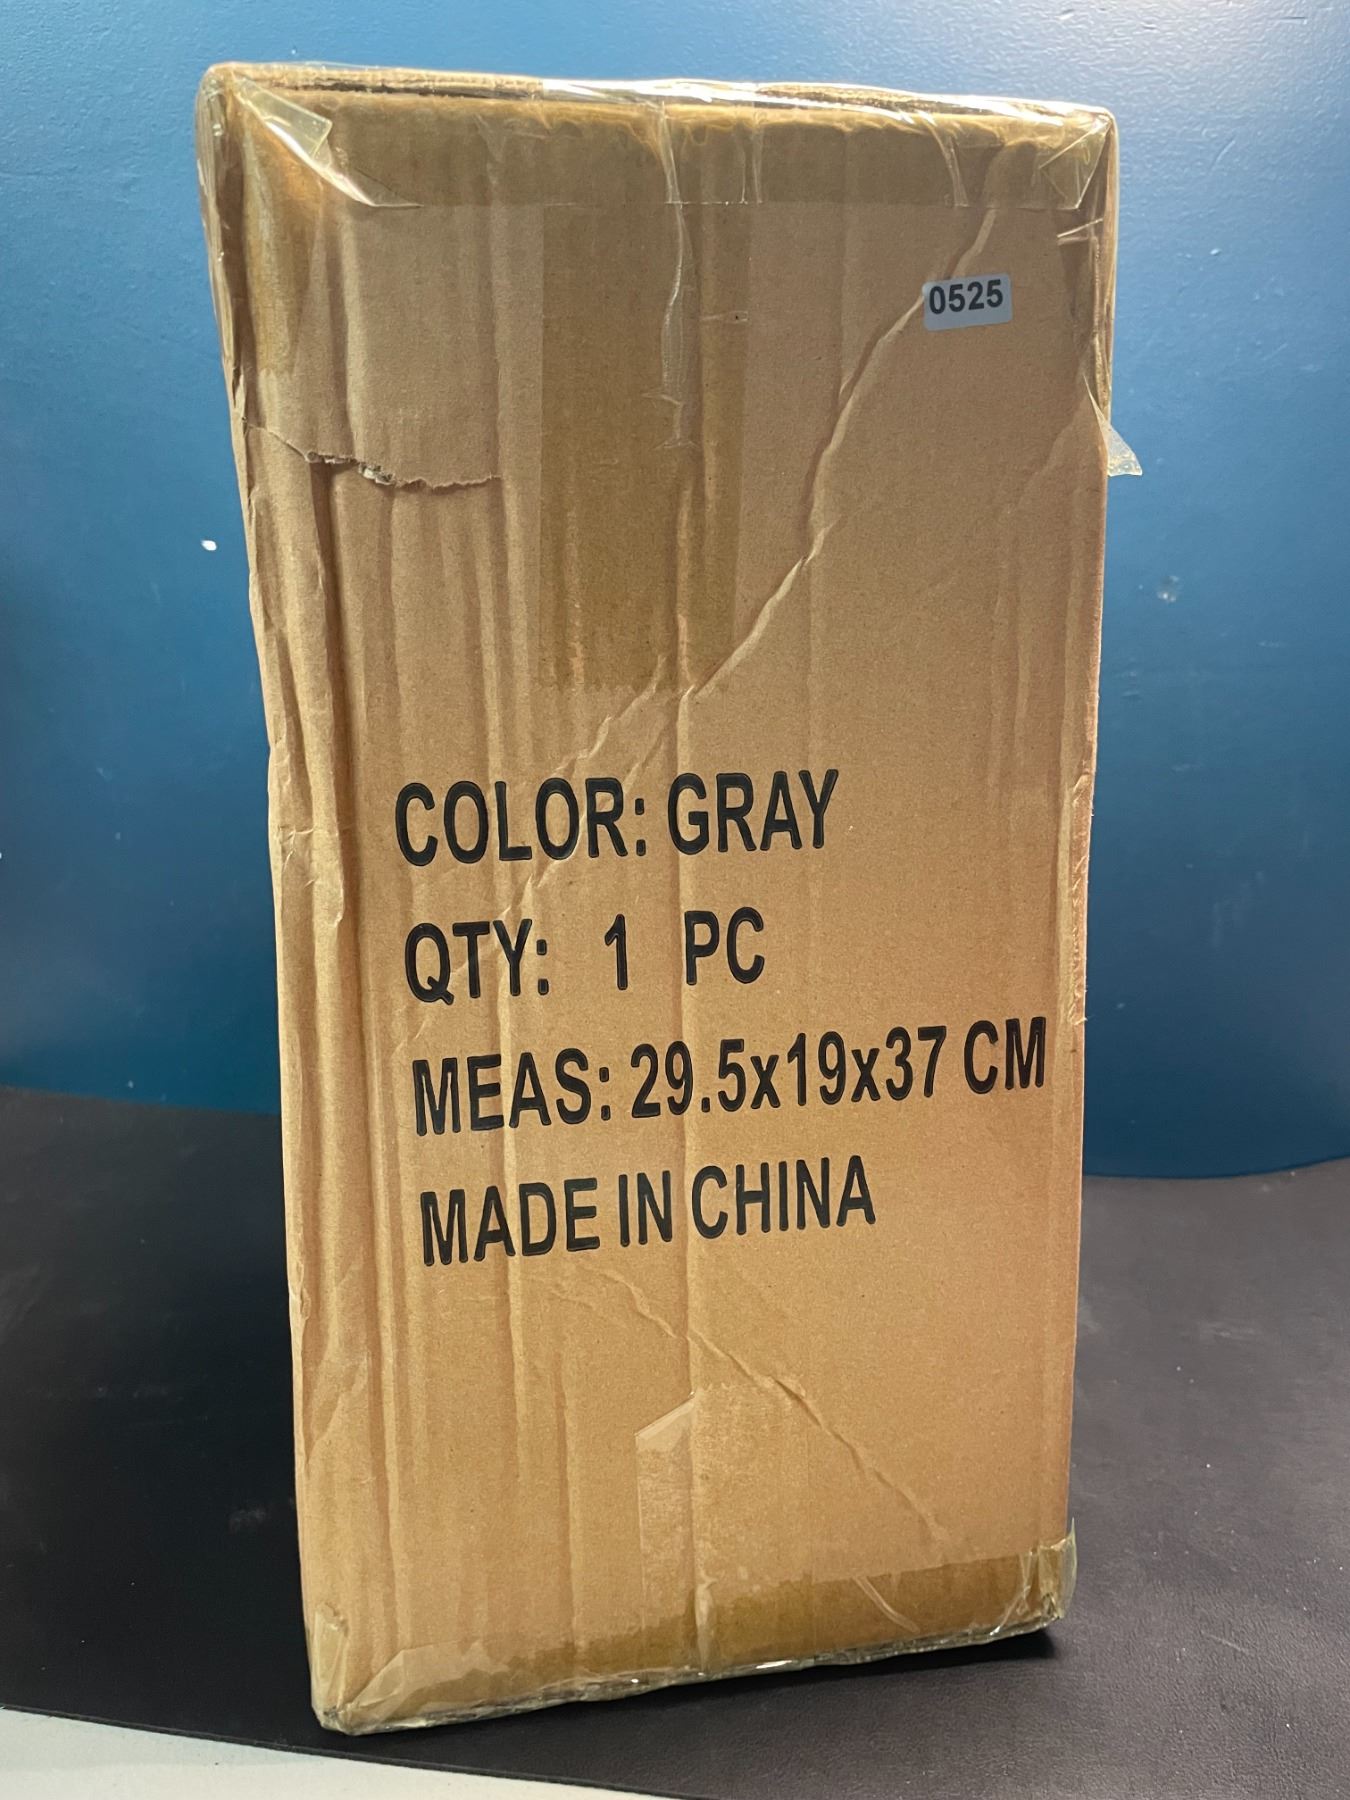 0525
COLOR: GRAY
QTY: 1 PC
MEAS: 29.5x19x37 CM
MADE IN CHINA